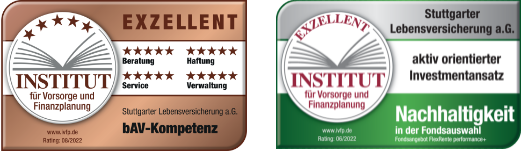 EXZELLENT
Beratung Haftung
Service Verwaltung
INSTITUT
für Vorsorge und
Finanzplanung
www.ivfp.de
Rating: 06/2022
Stuttgarter Lebensversicherung a.G.
bAV-Kompetenz
EXZELLENT
INSTITUT
für Vorsorge und
Finanzplanung
www.ivfp.de
Rating: 06/2022
Stuttgarter
Lebensversicherung a.G.
aktiv orientierter
Investmentansatz
Nachhaltigkeit
in der Fondsauswahl
Fondsangebot FlexRente performance+